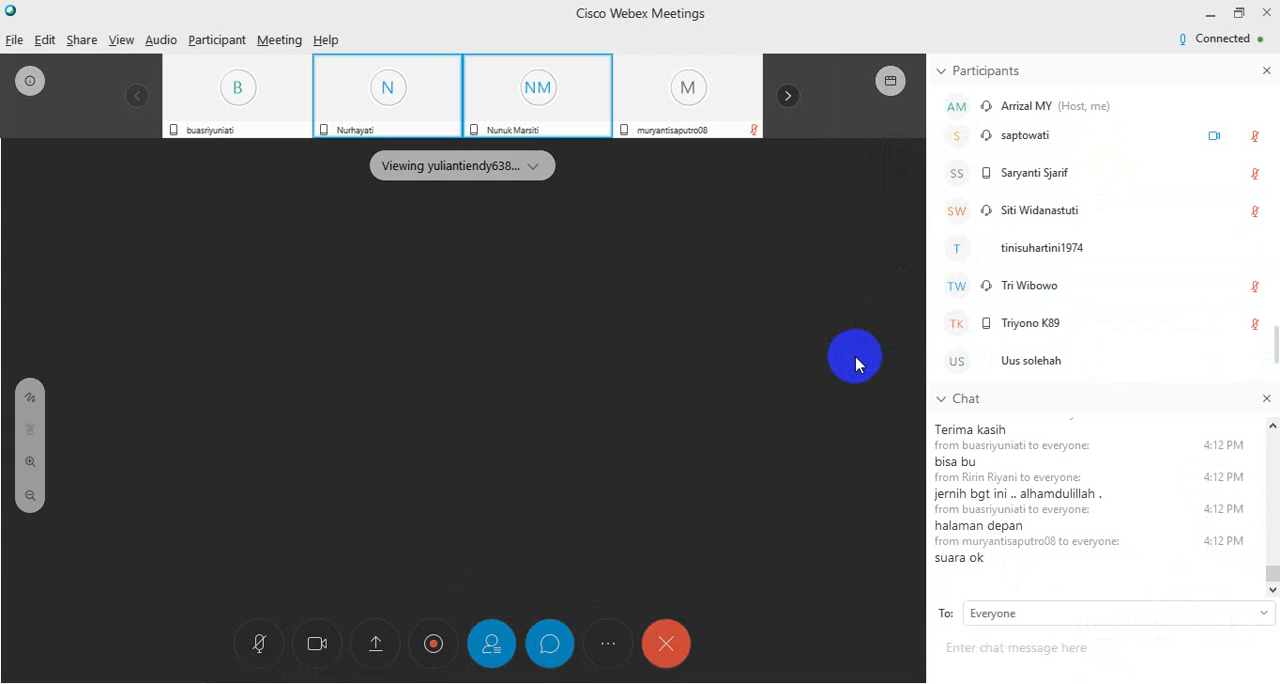 Cisco Webex Meetings
File Edit Share View Audio Participant Meeting Help
Connected
B
buasriyuniati
N
Nurhayati
NM
Nunuk Marsiti
M
muryantisaputro08
Viewing yuliantiendy638...
Participants
AM Arrizal MY (Host, me)
S saptowati
SS Saryanti Sjarif
SW Siti Widanastuti
T tinisuhartini1974
TW Tri Wibowo
TK Triyono K89
US Uus solehah
Chat
Terima kasih
from buasriyuniati to everyone: 4:12 PM
bisa bu
from Ririn Riyani to everyone: 4:12 PM
jernih bgt ini .. alhamdulillah .
from buasriyuniati to everyone: 4:12 PM
halaman depan
from muryantisaputro08 to everyone: 4:12 PM
suara ok
To: Everyone
Enter chat message here